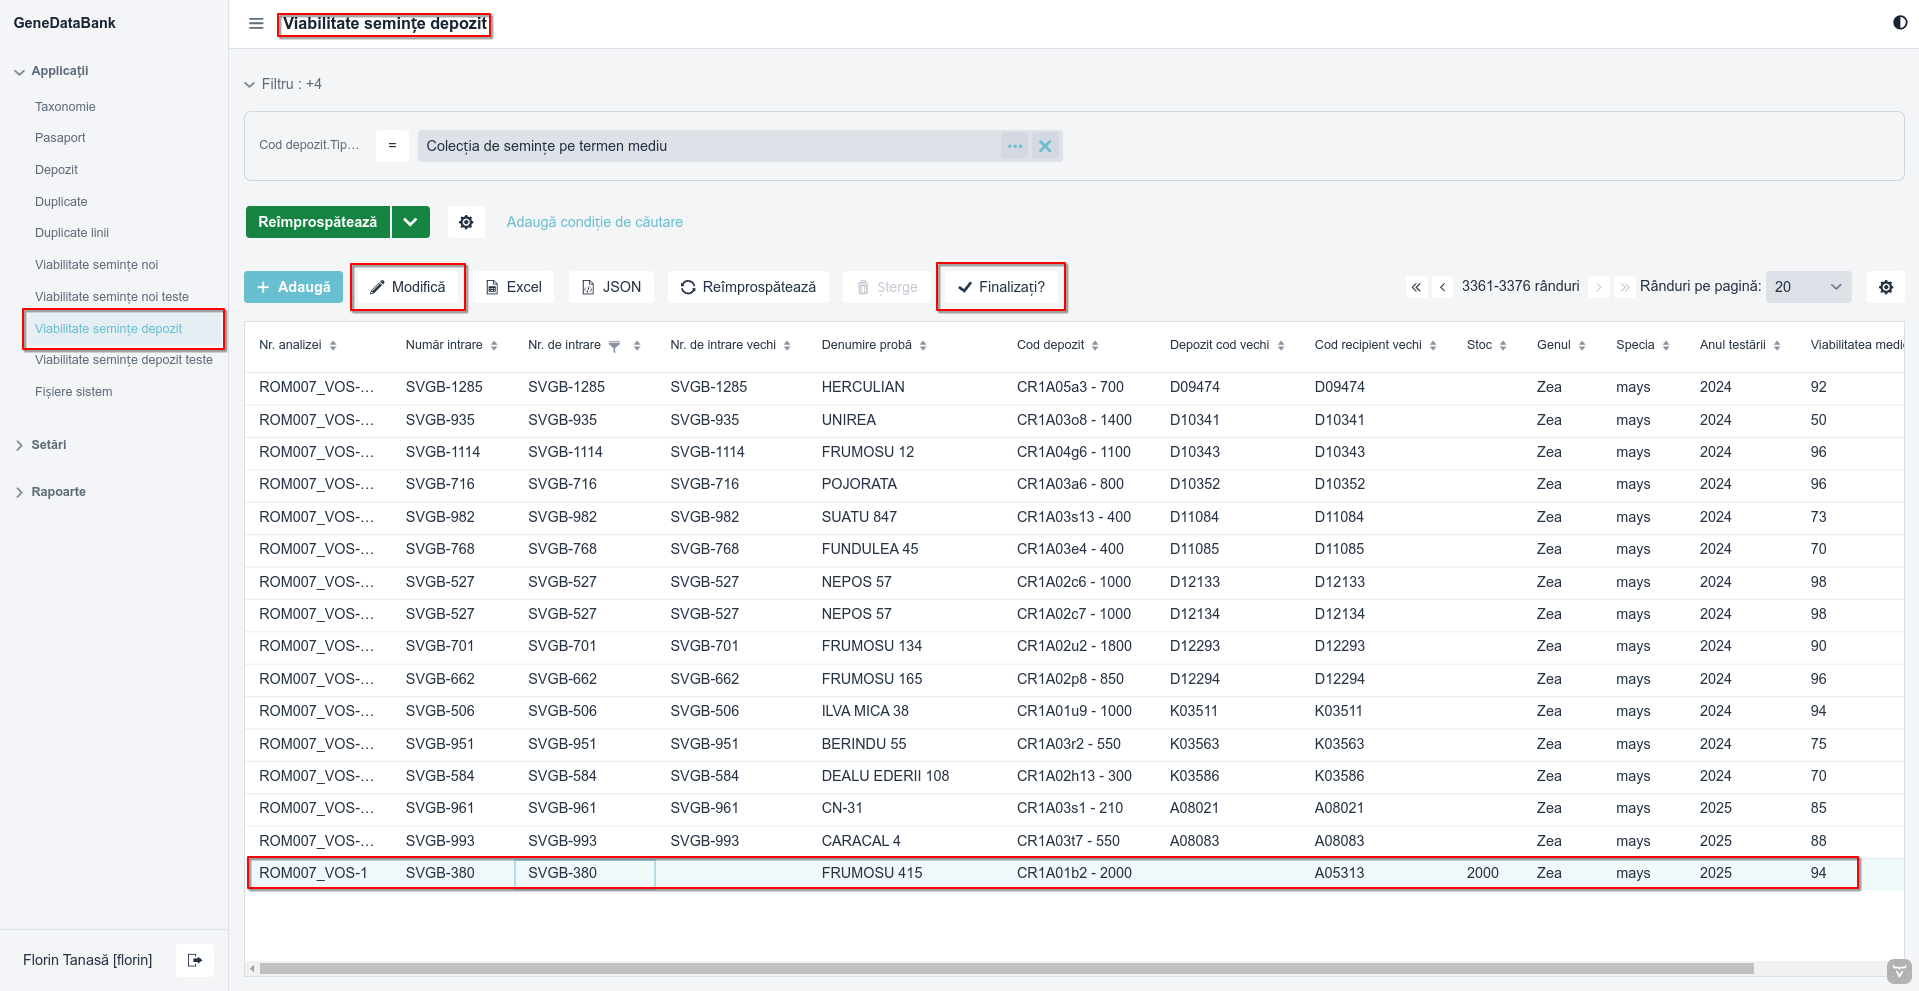 GeneDataBank
Viabilitate semințe depozit
Aplicații
Taxonomie
Pasaport
Depozit
Duplicate
Duplicate linii
Viabilitate semințe noi
Viabilitate semințe noi teste
Viabilitate semințe depozit
Viabilitate semințe depozit teste
Fișiere sistem
Setări
Rapoarte
Florin Tanasă [florin]
Filtru : +4
Cod depozit.Tip… = Colecția de semințe pe termen mediu
Reîmprospătează Adaugă condiție de căutare
Adaugă Modifică Excel JSON Reîmprospătează Șterge Finalizați? 3361-3376 rânduri Rânduri pe pagină: 20
Nr. analizei Număr intrare Nr. de intrare Nr. de intrare vechi Denumire probă Cod depozit Depozit cod vechi Cod recipient vechi Stoc Genul Specia Anul testării Viabilitatea medi
ROM007_VOS-… SVGB-1285 SVGB-1285 SVGB-1285 HERCULIAN CR1A05a3 - 700 D09474 D09474 Zea mays 2024 92
ROM007_VOS-… SVGB-935 SVGB-935 SVGB-935 UNIREA CR1A03o8 - 1400 D10341 D10341 Zea mays 2024 50
ROM007_VOS-… SVGB-1114 SVGB-1114 SVGB-1114 FRUMOSU 12 CR1A04g6 - 1100 D10343 D10343 Zea mays 2024 96
ROM007_VOS-… SVGB-716 SVGB-716 SVGB-716 POJORATA CR1A03a6 - 800 D10352 D10352 Zea mays 2024 96
ROM007_VOS-… SVGB-982 SVGB-982 SVGB-982 SUATU 847 CR1A03s13 - 400 D11084 D11084 Zea mays 2024 73
ROM007_VOS-… SVGB-768 SVGB-768 SVGB-768 FUNDULEA 45 CR1A03e4 - 400 D11085 D11085 Zea mays 2024 70
ROM007_VOS-… SVGB-527 SVGB-527 SVGB-527 NEPOS 57 CR1A02c6 - 1000 D12133 D12133 Zea mays 2024 98
ROM007_VOS-… SVGB-527 SVGB-527 SVGB-527 NEPOS 57 CR1A02c7 - 1000 D12134 D12134 Zea mays 2024 98
ROM007_VOS-… SVGB-701 SVGB-701 SVGB-701 FRUMOSU 134 CR1A02u2 - 1800 D12293 D12293 Zea mays 2024 90
ROM007_VOS-… SVGB-662 SVGB-662 SVGB-662 FRUMOSU 165 CR1A02p8 - 850 D12294 D12294 Zea mays 2024 96
ROM007_VOS-… SVGB-506 SVGB-506 SVGB-506 ILVA MICA 38 CR1A01u9 - 1000 K03511 K03511 Zea mays 2024 94
ROM007_VOS-… SVGB-951 SVGB-951 SVGB-951 BERINDU 55 CR1A03r2 - 550 K03563 K03563 Zea mays 2024 75
ROM007_VOS-… SVGB-584 SVGB-584 SVGB-584 DEALU EDERII 108 CR1A02h13 - 300 K03586 K03586 Zea mays 2024 70
ROM007_VOS-… SVGB-961 SVGB-961 SVGB-961 CN-31 CR1A03s1 - 210 A08021 A08021 Zea mays 2025 85
ROM007_VOS-… SVGB-993 SVGB-993 SVGB-993 CARACAL 4 CR1A03t7 - 550 A08083 A08083 Zea mays 2025 88
ROM007_VOS-1 SVGB-380 SVGB-380 FRUMOSU 415 CR1A01b2 - 2000 A05313 2000 Zea mays 2025 94